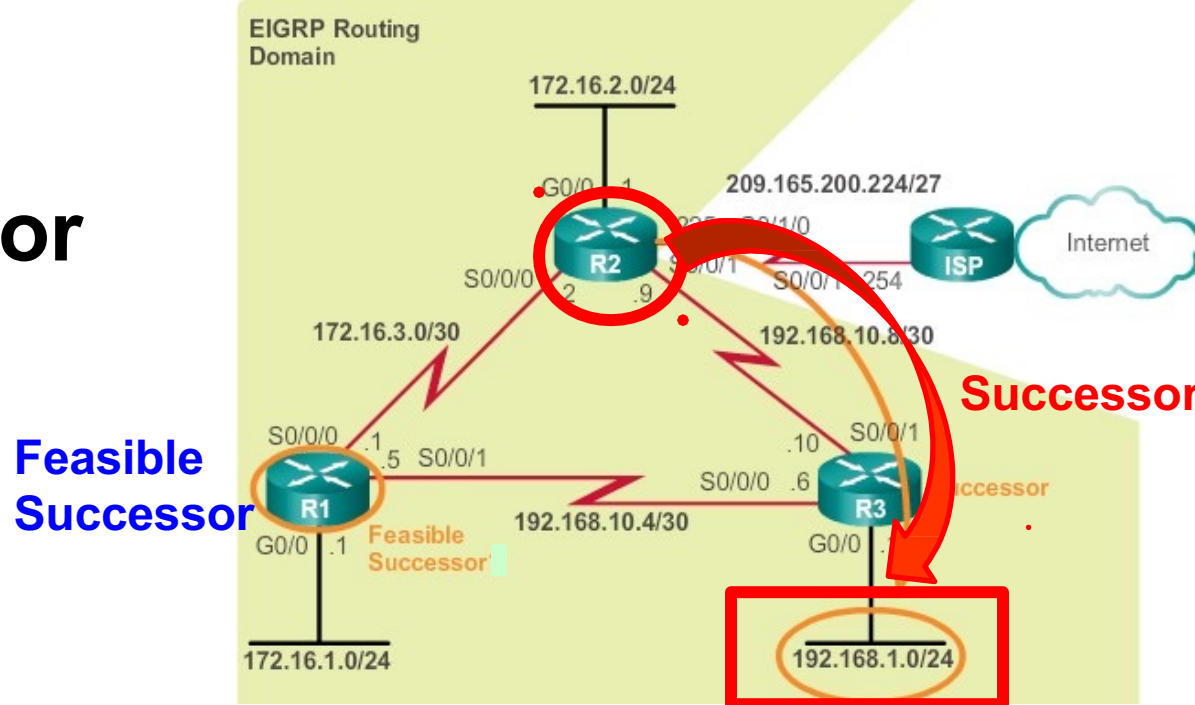 EIGRP Routing
Domain
172.16.2.0/24
or
G0/0 .1
209.165.200.224/27
R2
ISP
Internet
S0/0/0
.2
.9
S0/0/1
S0/0/1
.254
172.16.3.0/30
192.168.10.8/30
Successor
Feasible
Successor
S0/0/0
.1
.5
S0/0/1
.10
S0/0/1
S0/0/0
.6
R1
R3
192.168.10.4/30
G0/0
.1
Feasible
Successor
G0/0
172.16.1.0/24
192.168.1.0/24